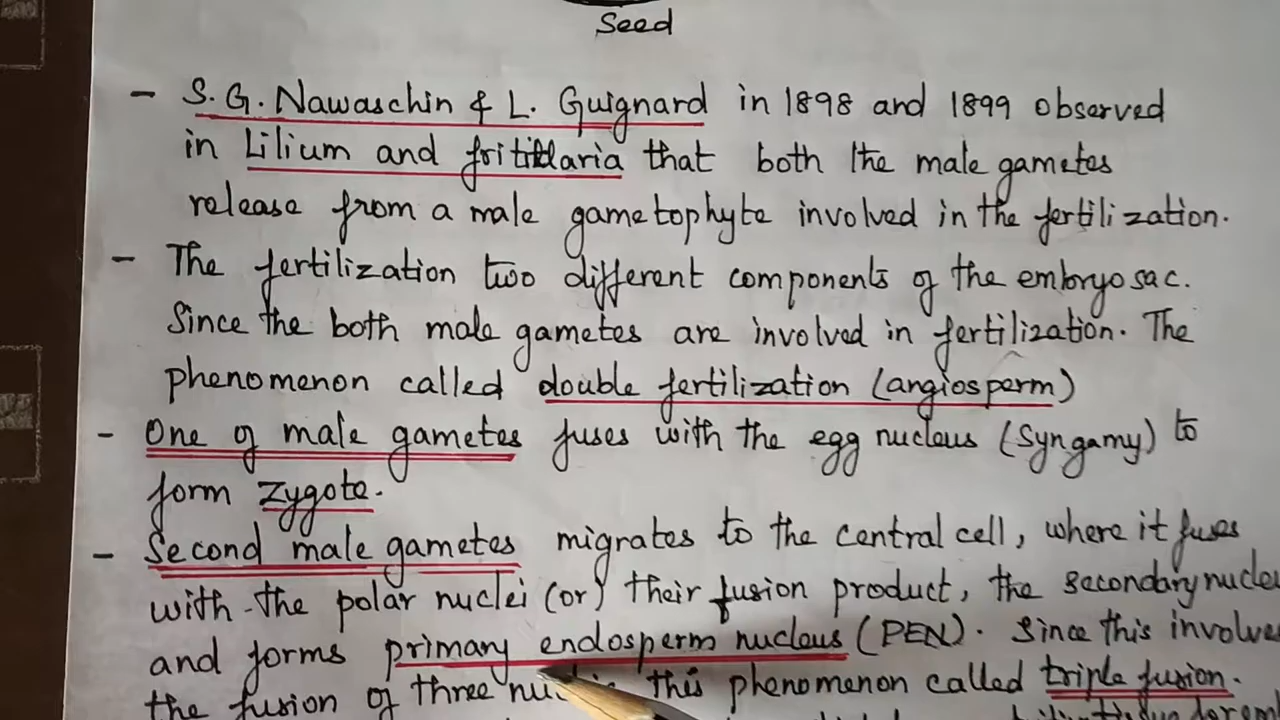 Seed
- S.G. Nawaschin & L. Guignard in 1898 and 1899 observed
in Lilium and fritillaria that both the male gametes
release from a male gametophyte involved in the fertilization.
- The fertilization two different components of the embryo sac.
Since the both male gametes are involved in fertilization. The
phenomenon called double fertilization (angiosperm)
- One of male gametes fuses with the egg nucleus (Syngamy) to
form zygote.
- Second male gametes migrates to the central cell, where it fuses
with the polar nuclei (or) their fusion product, the secondary nucle
and forms primary endosperm nucleus (PEN). Since this involve
the fusion of three this phenomenon called triple fusion.